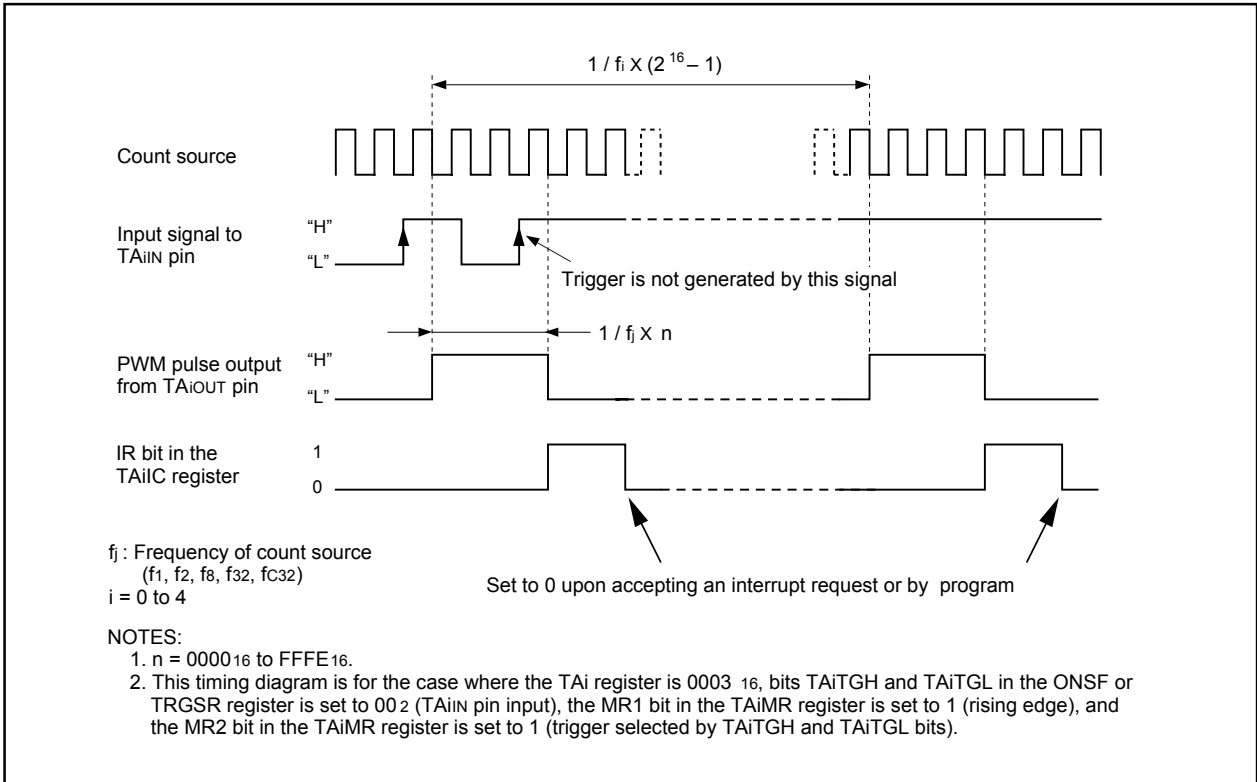 1 / fi X (2 16 – 1)
Count source
Input signal to
TAiIN pin
“H”
“L”
Trigger is not generated by this signal
1 / fj X n
PWM pulse output
from TAiOUT pin
“H”
“L”
IR bit in the
TAiIC register
1
0
fj : Frequency of count source
(f1, f2, f8, f32, fC32)
i = 0 to 4
Set to 0 upon accepting an interrupt request or by program
NOTES:
1. n = 000016 to FFFE16.
2. This timing diagram is for the case where the TAi register is 0003 16, bits TAiTGH and TAiTGL in the ONSF or
TRGSR register is set to 00 2 (TAiIN pin input), the MR1 bit in the TAiMR register is set to 1 (rising edge), and
the MR2 bit in the TAiMR register is set to 1 (trigger selected by TAiTGH and TAiTGL bits).